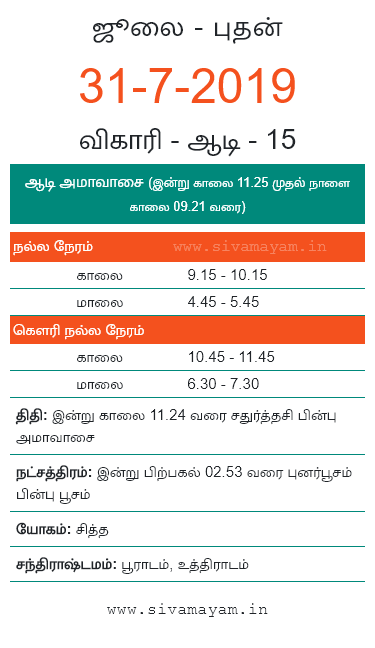 ஜூலை - புதன்
31-7-2019
விகாரி - ஆடி - 15
ஆடி அமாவாசை (இன்று காலை 11.25 முதல் நாளை
காலை 09.21 வரை)
நல்ல நேரம் www.sivamayam.in
காலை 9.15 - 10.15
மாலை 4.45 - 5.45
கௌரி நல்ல நேரம்
காலை 10.45 - 11.45
மாலை 6.30 - 7.30
திதி: இன்று காலை 11.24 வரை சதுர்த்தசி பின்பு
அமாவாசை
நட்சத்திரம்: இன்று பிற்பகல் 02.53 வரை புனர்பூசம்
பின்பு பூசம்
யோகம்: சித்த
சந்திராஷ்டமம்: பூராடம், உத்திராடம்
www.sivamayam.in